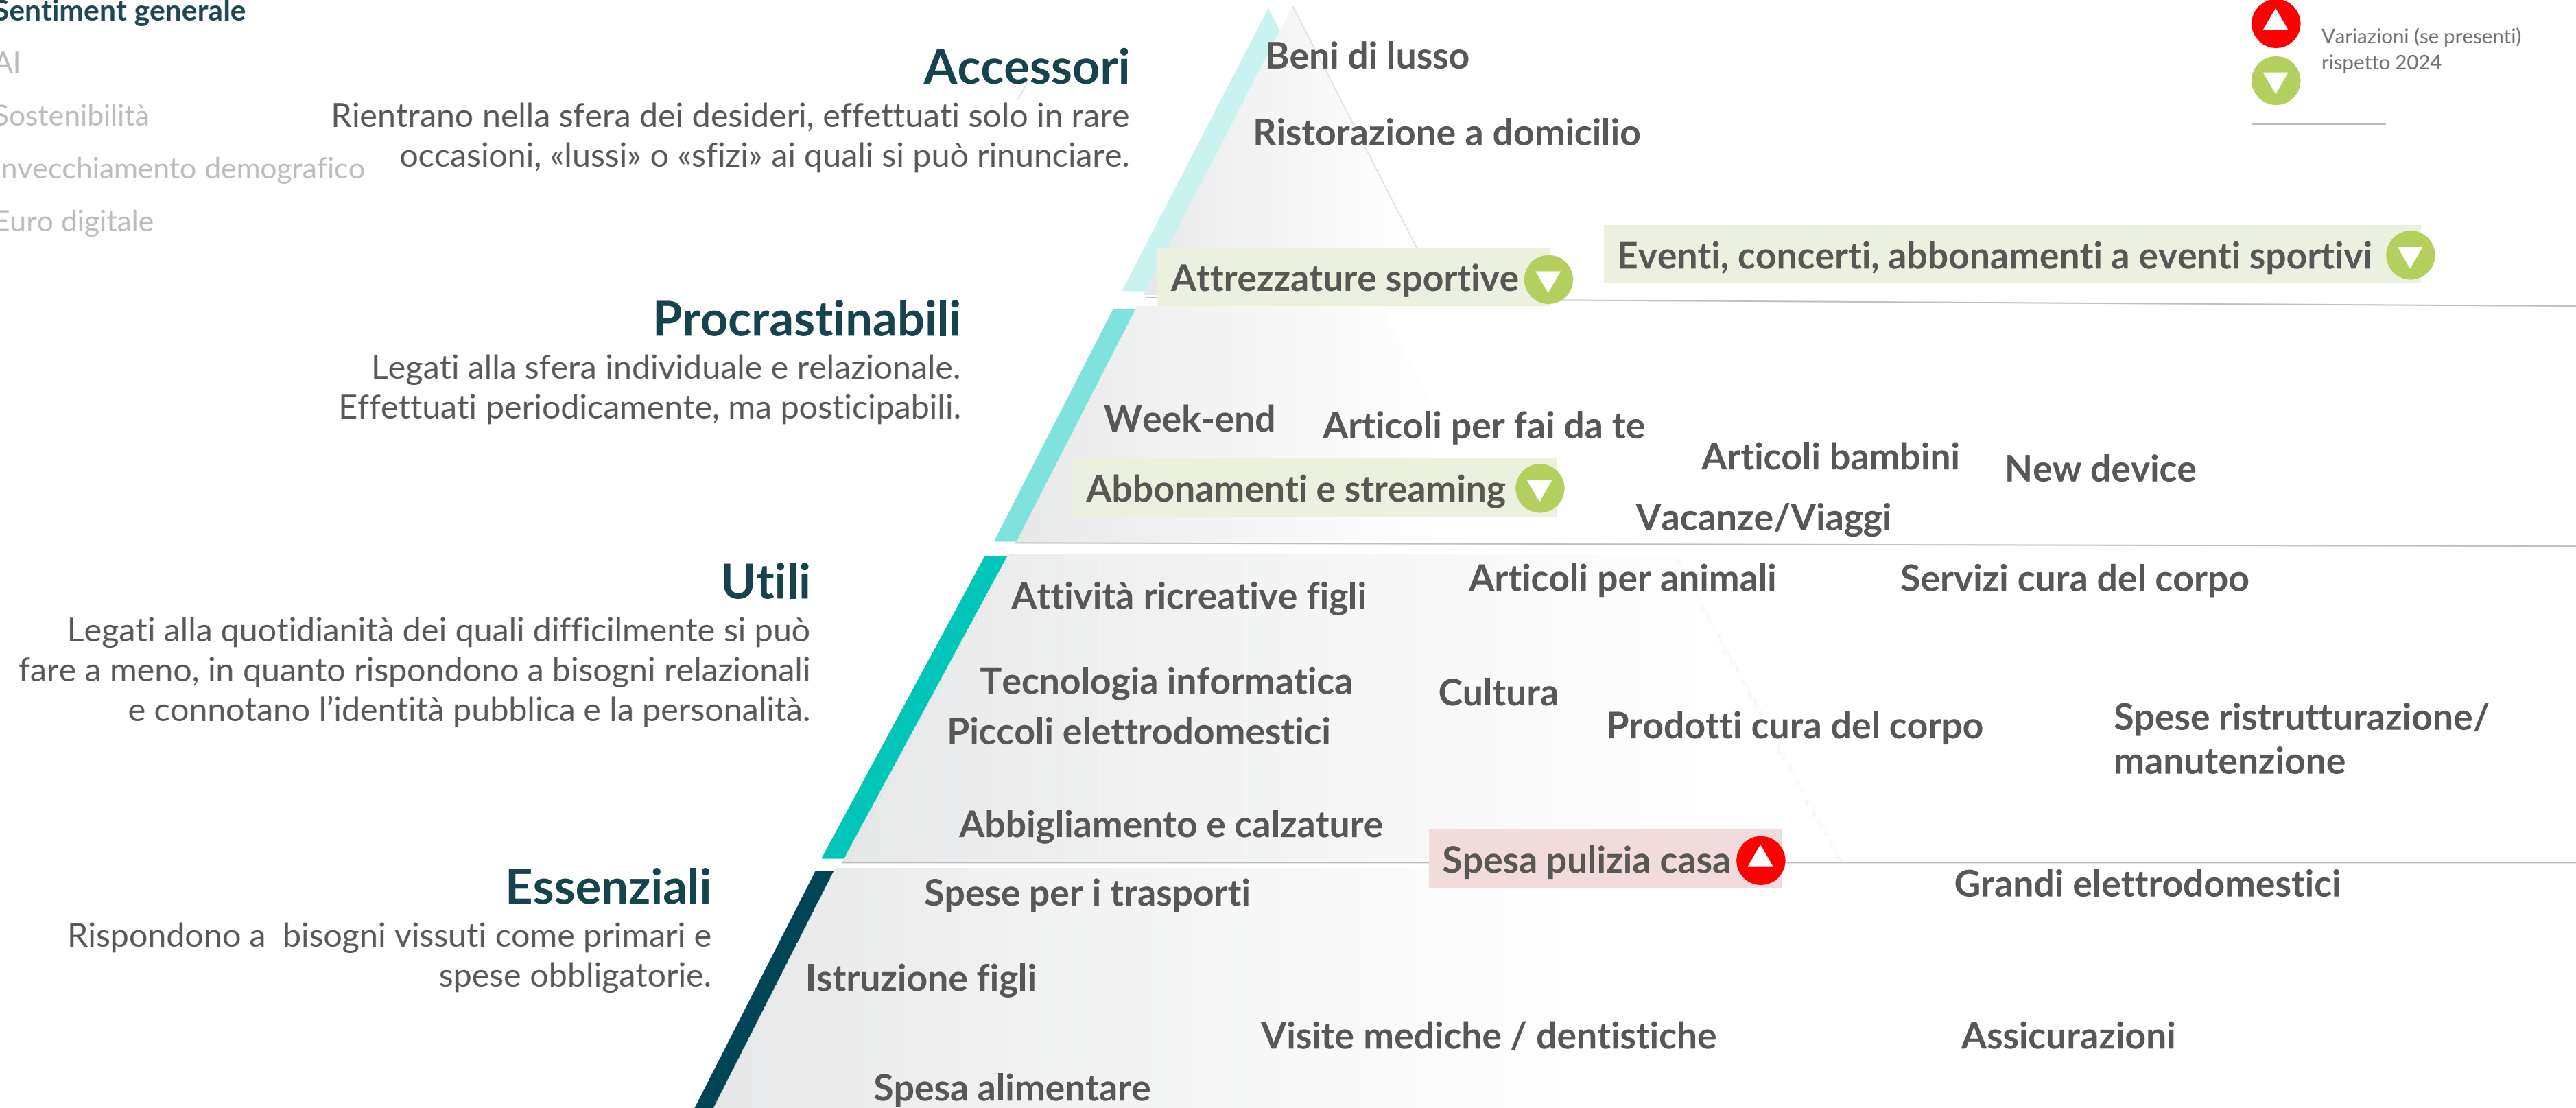 Sentiment generale
AI
Sostenibilità
Invecchiamento demografico
Euro digitale
Variazioni (se presenti)
rispetto 2024
Accessori
Rientrano nella sfera dei desideri, effettuati solo in rare
occasioni, «lussi» o «sfizi» ai quali si può rinunciare.
Beni di lusso
Ristorazione a domicilio
Attrezzature sportive
Eventi, concerti, abbonamenti a eventi sportivi
Procrastinabili
Legati alla sfera individuale e relazionale.
Effettuati periodicamente, ma posticipabili.
Week-end
Articoli per fai da te
Articoli bambini
New device
Abbonamenti e streaming
Vacanze/Viaggi
Utili
Legati alla quotidianità dei quali difficilmente si può
fare a meno, in quanto rispondono a bisogni relazionali
e connotano l’identità pubblica e la personalità.
Attività ricreative figli
Articoli per animali
Servizi cura del corpo
Tecnologia informatica
Cultura
Piccoli elettrodomestici
Prodotti cura del corpo
Spese ristrutturazione/
manutenzione
Abbigliamento e calzature
Spesa pulizia casa
Essenziali
Rispondono a  bisogni vissuti come primari e
spese obbligatorie.
Spese per i trasporti
Grandi elettrodomestici
Istruzione figli
Visite mediche / dentistiche
Assicurazioni
Spesa alimentare